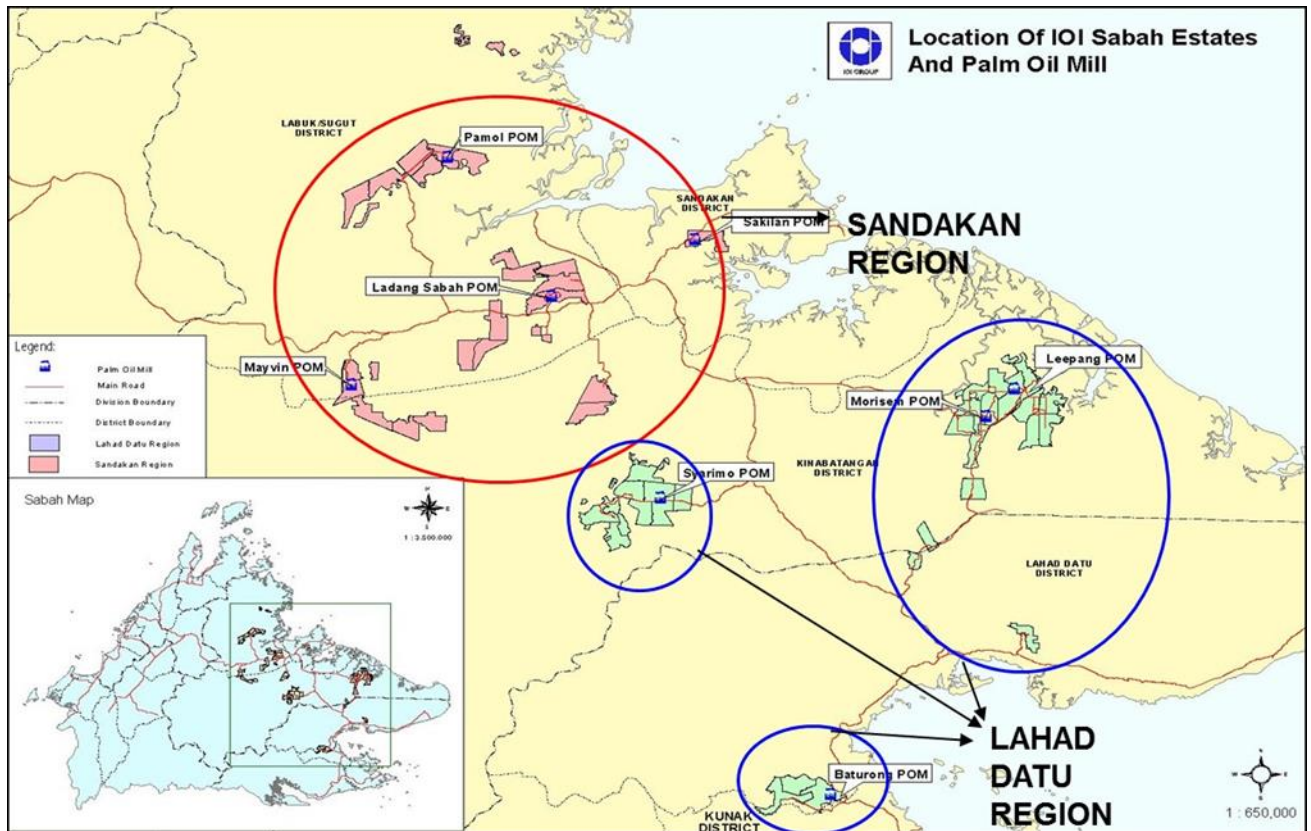 Location Of IOI Sabah Estates
And Palm Oil Mill
IOI GROUP
LABUK/SUGUT
DISTRICT
Pamol POM
SANDAKAN
DISTRICT
Sakilan POM
SANDAKAN
REGION
Ladang Sabah POM
Mayvin POM
Leepang POM
Morisem POM
Syarimo POM
KINABATANGAN
DISTRICT
LAHAD DATU
DISTRICT
Baturong POM
KUNAK
DISTRICT
LAHAD
DATU
REGION
1 : 650,000
Legend:
Palm Oil Mill
Main Road
Division Boundary
District Boundary
Lahad Datu Region
Sandakan Region
Sabah Map
N
W E
S
1 : 3,500,000